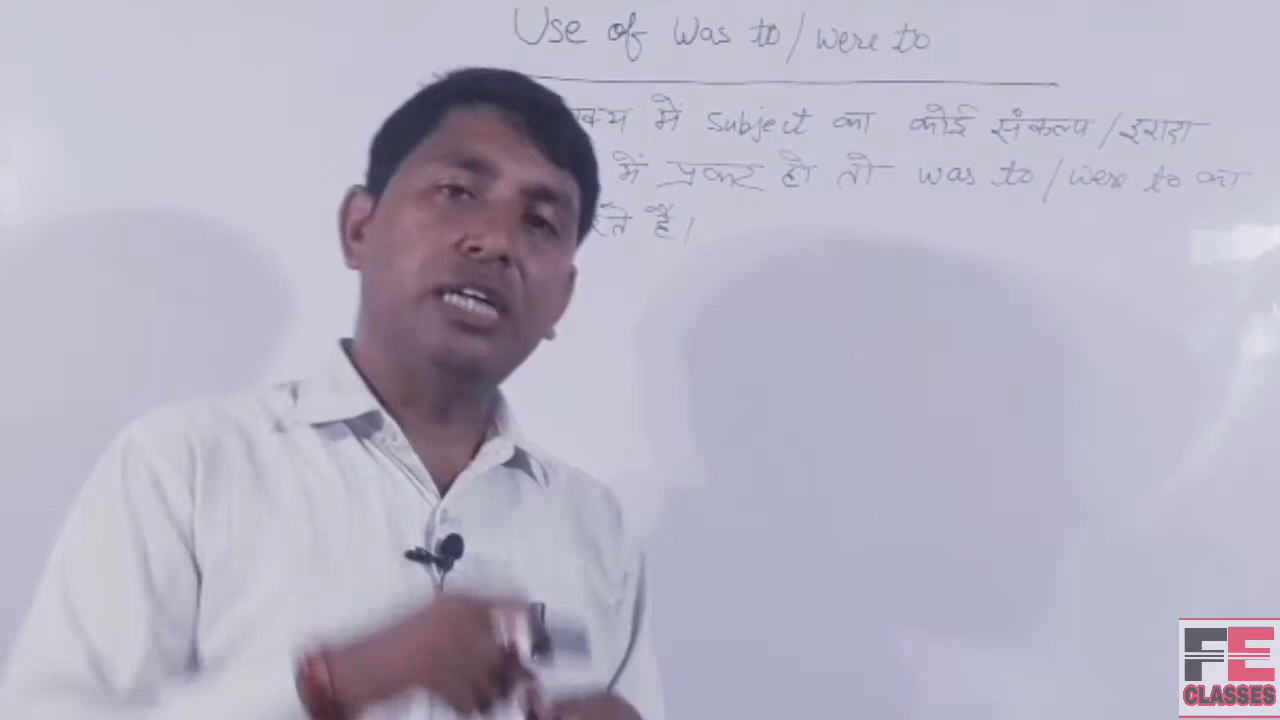 Use of Was to/were to
में subject का कोई संकल्प/इरादा
में प्रकट हो तो was to/were to का
है।
FE
CLASSES